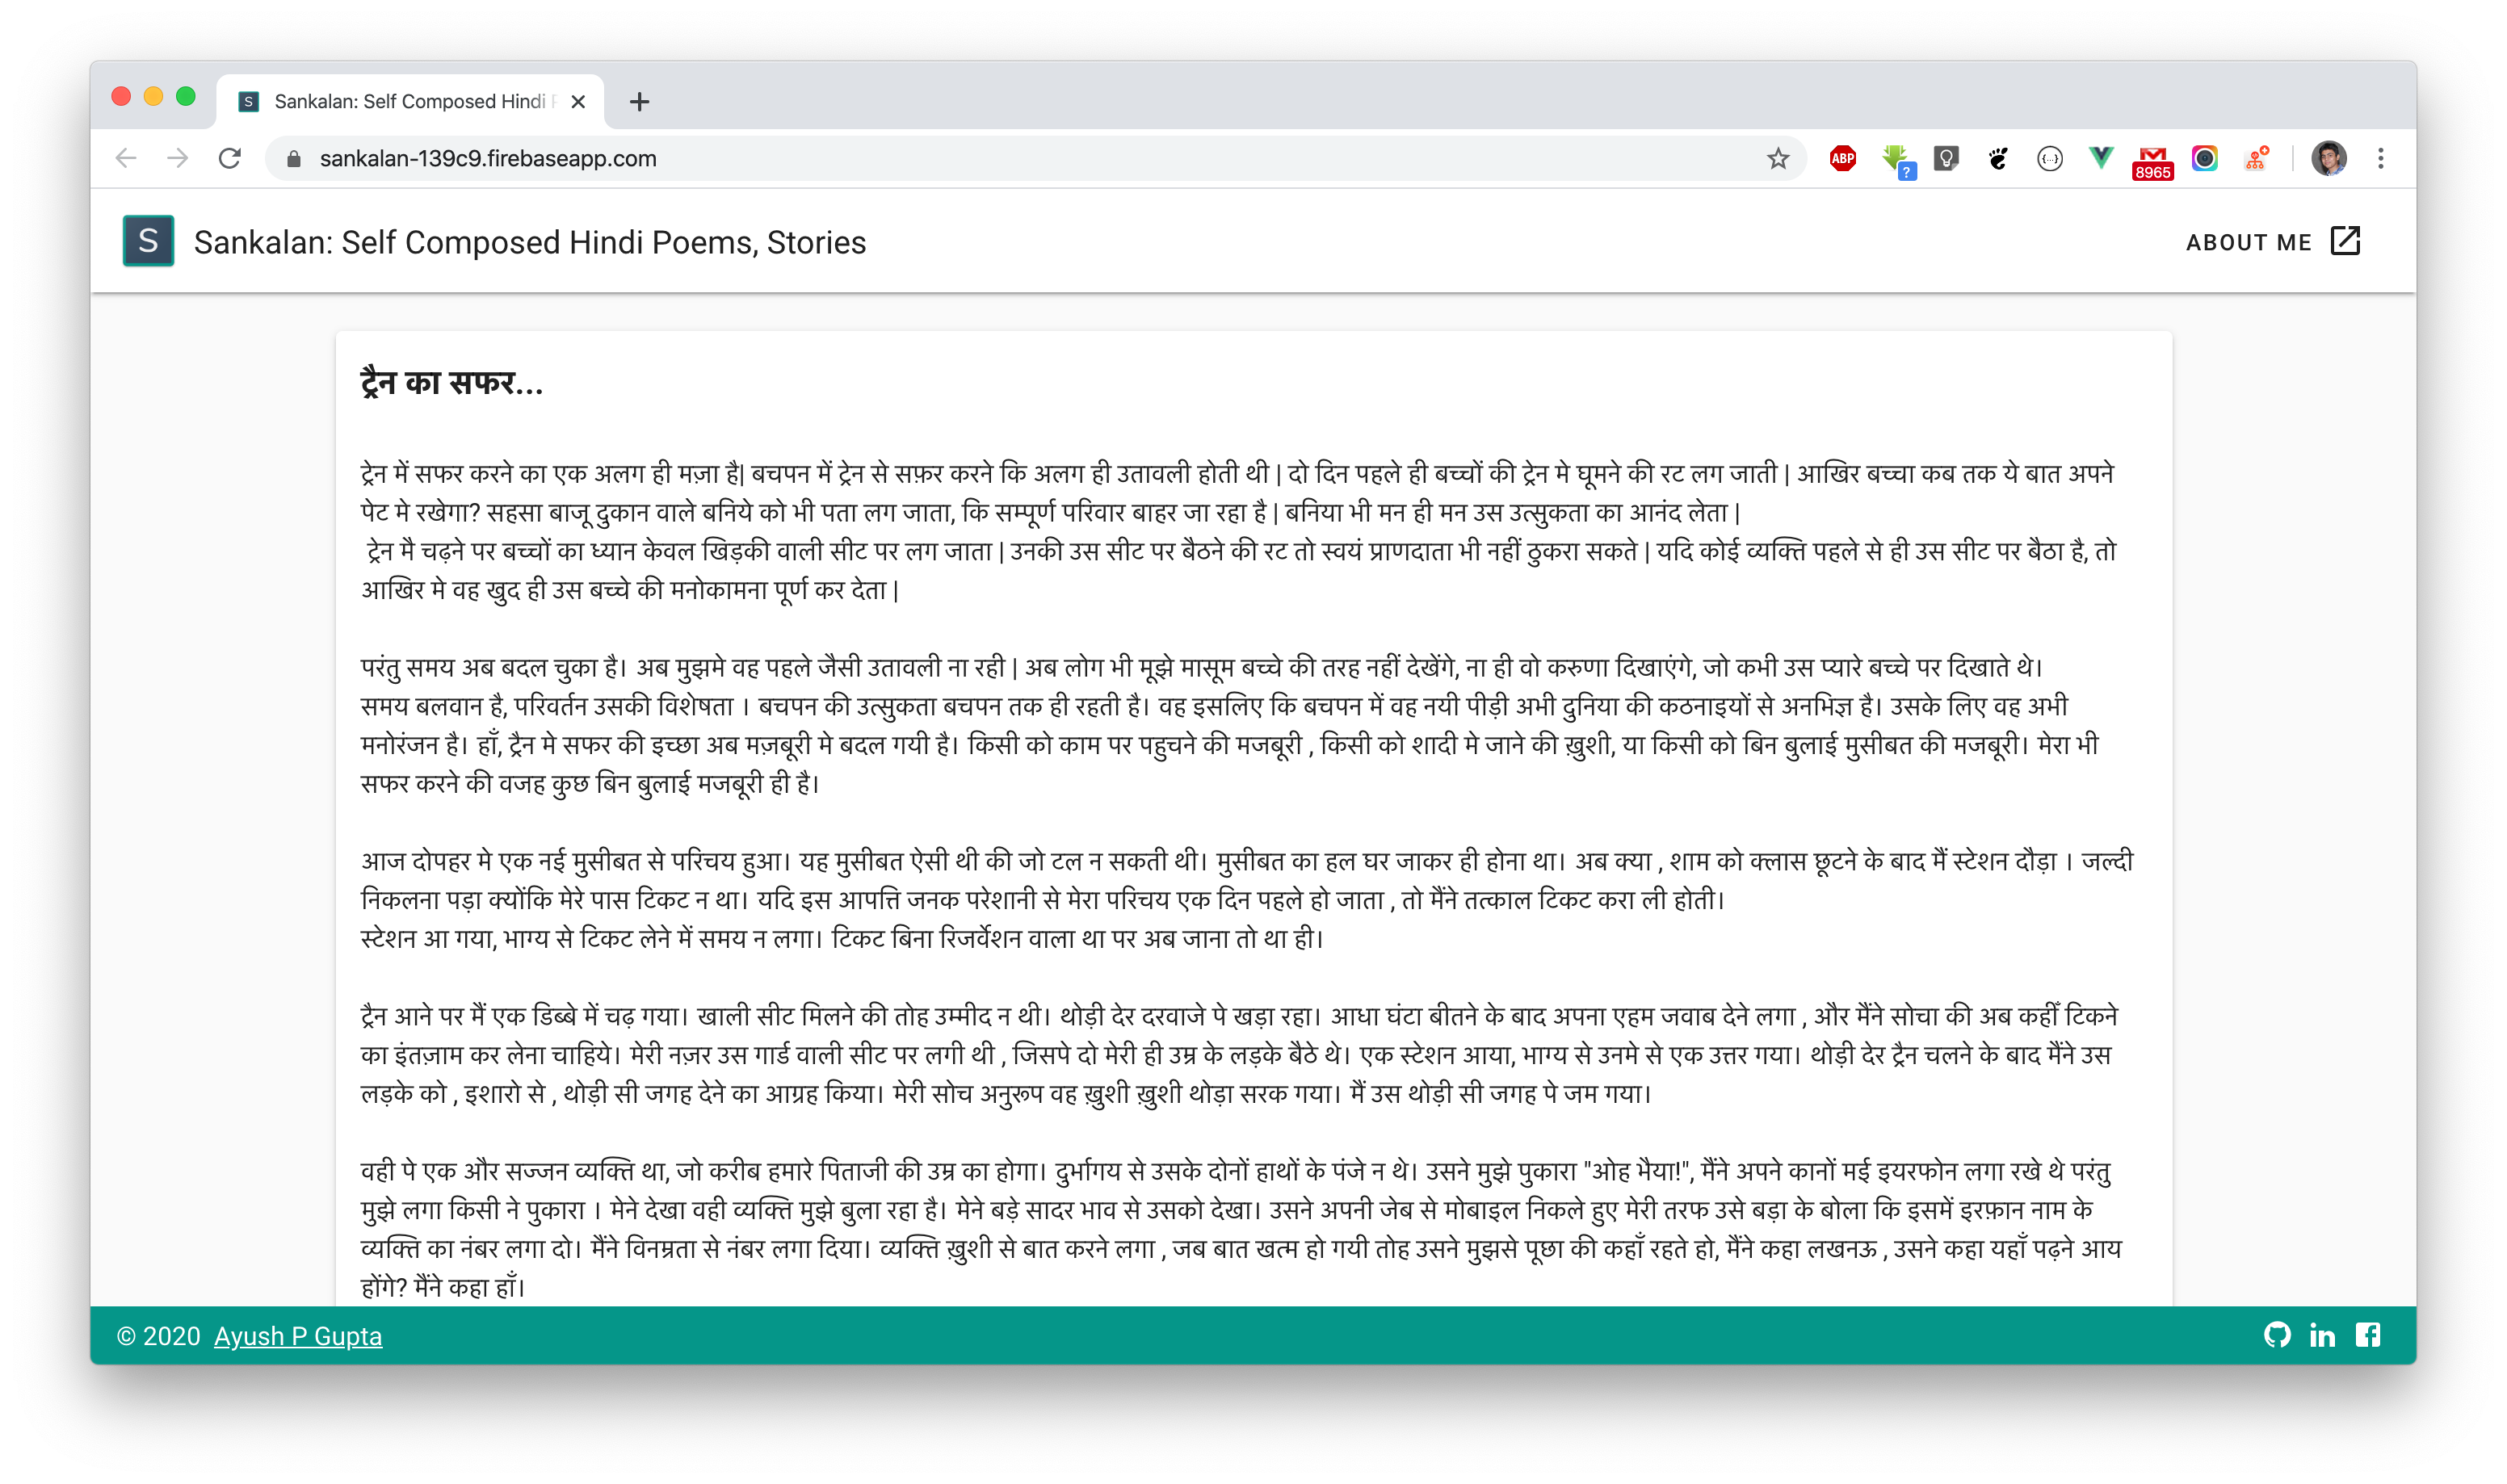 S Sankalan: Self Composed Hindi
sankalan-139c9.firebaseapp.com
ABP
?
8965
S Sankalan: Self Composed Hindi Poems, Stories
ABOUT ME
ट्रैन का सफर...
ट्रेन में सफर करने का एक अलग ही मज़ा है| बचपन में ट्रेन से सफ़र करने कि अलग ही उतावली होती थी | दो दिन पहले ही बच्चों की ट्रेन मे घूमने की रट लग जाती | आखिर बच्चा कब तक ये बात अपने
पेट मे रखेगा? सहसा बाजू दुकान वाले बनिये को भी पता लग जाता, कि सम्पूर्ण परिवार बाहर जा रहा है | बनिया भी मन ही मन उस उत्सुकता का आनंद लेता |
ट्रेन मै चढ़ने पर बच्चों का ध्यान केवल खिड़की वाली सीट पर लग जाता | उनकी उस सीट पर बैठने की रट तो स्वयं प्राणदाता भी नहीं ठुकरा सकते | यदि कोई व्यक्ति पहले से ही उस सीट पर बैठा है, तो
आखिर मे वह खुद ही उस बच्चे की मनोकामना पूर्ण कर देता |
परंतु समय अब बदल चुका है। अब मुझमे वह पहले जैसी उतावली ना रही | अब लोग भी मूझे मासूम बच्चे की तरह नहीं देखेंगे, ना ही वो करुणा दिखाएंगे, जो कभी उस प्यारे बच्चे पर दिखाते थे।
समय बलवान है, परिवर्तन उसकी विशेषता । बचपन की उत्सुकता बचपन तक ही रहती है। वह इसलिए कि बचपन में वह नयी पीड़ी अभी दुनिया की कठनाइयों से अनभिज्ञ है। उसके लिए वह अभी
मनोरंजन है। हाँ, ट्रैन मे सफर की इच्छा अब मज़बूरी मे बदल गयी है। किसी को काम पर पहुचने की मजबूरी , किसी को शादी मे जाने की ख़ुशी, या किसी को बिन बुलाई मुसीबत की मजबूरी। मेरा भी
सफर करने की वजह कुछ बिन बुलाई मजबूरी ही है।
आज दोपहर मे एक नई मुसीबत से परिचय हुआ। यह मुसीबत ऐसी थी की जो टल न सकती थी। मुसीबत का हल घर जाकर ही होना था। अब क्या , शाम को क्लास छूटने के बाद मैं स्टेशन दौड़ा । जल्दी
निकलना पड़ा क्योंकि मेरे पास टिकट न था। यदि इस आपत्ति जनक परेशानी से मेरा परिचय एक दिन पहले हो जाता , तो मैंने तत्काल टिकट करा ली होती।
स्टेशन आ गया, भाग्य से टिकट लेने में समय न लगा। टिकट बिना रिजर्वेशन वाला था पर अब जाना तो था ही।
ट्रैन आने पर मैं एक डिब्बे में चढ़ गया। खाली सीट मिलने की तोह उम्मीद न थी। थोड़ी देर दरवाजे पे खड़ा रहा। आधा घंटा बीतने के बाद अपना एहम जवाब देने लगा , और मैंने सोचा की अब कहीँ टिकने
का इंतज़ाम कर लेना चाहिये। मेरी नज़र उस गार्ड वाली सीट पर लगी थी , जिसपे दो मेरी ही उम्र के लड़के बैठे थे। एक स्टेशन आया, भाग्य से उनमे से एक उत्तर गया। थोड़ी देर ट्रैन चलने के बाद मैंने उस
लड़के को , इशारो से , थोड़ी सी जगह देने का आग्रह किया। मेरी सोच अनुरूप वह ख़ुशी ख़ुशी थोड़ा सरक गया। मैं उस थोड़ी सी जगह पे जम गया।
वही पे एक और सज्जन व्यक्ति था, जो करीब हमारे पिताजी की उम्र का होगा। दुर्भागय से उसके दोनों हाथों के पंजे न थे। उसने मुझे पुकारा "ओह भैया!", मैंने अपने कानों मई इयरफोन लगा रखे थे परंतु
मुझे लगा किसी ने पुकारा । मेने देखा वही व्यक्ति मुझे बुला रहा है। मेने बड़े सादर भाव से उसको देखा। उसने अपनी जेब से मोबाइल निकले हुए मेरी तरफ उसे बड़ा के बोला कि इसमें इरफ़ान नाम के
व्यक्ति का नंबर लगा दो। मैंने विनम्रता से नंबर लगा दिया। व्यक्ति ख़ुशी से बात करने लगा , जब बात खत्म हो गयी तोह उसने मुझसे पूछा की कहाँ रहते हो, मैंने कहा लखनऊ , उसने कहा यहाँ पढ़ने आय
होंगे? मैंने कहा हाँ।
© 2020 Ayush P Gupta